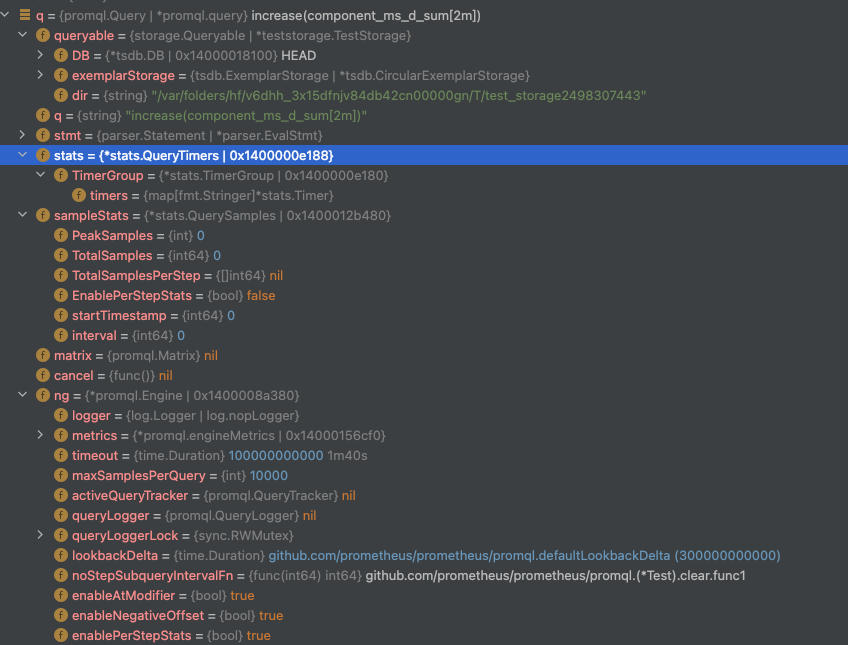 q = {promql.Query | *promql.query} increase(component_ms_d_sum[2m])
f queryable = {storage.Queryable | *teststorage.TestStorage}
f DB = {*tsdb.DB | 0x14000018100} HEAD
f exemplarStorage = {tsdb.ExemplarStorage | *tsdb.CircularExemplarStorage}
f dir = {string} "/var/folders/hf/v6dhh_3x15dfnjv84db42cn00000gn/T/test_storage2498307443"
f q = {string} "increase(component_ms_d_sum[2m])"
f stmt = {parser.Statement | *parser.EvalStmt}
f stats = {*stats.QueryTimers | 0x1400000e188}
f TimerGroup = {*stats.TimerGroup | 0x1400000e180}
f timers = {map[fmt.Stringer]*stats.Timer}
f sampleStats = {*stats.QuerySamples | 0x1400012b480}
f PeakSamples = {int} 0
f TotalSamples = {int64} 0
f TotalSamplesPerStep = {[]int64} nil
f EnablePerStepStats = {bool} false
f startTimestamp = {int64} 0
f interval = {int64} 0
f matrix = {promql.Matrix} nil
f cancel = {func()} nil
f ng = {*promql.Engine | 0x1400008a380}
f logger = {log.Logger | log.nopLogger}
f metrics = {*promql.engineMetrics | 0x14000156cf0}
f timeout = {time.Duration} 100000000000 1m40s
f maxSamplesPerQuery = {int} 10000
f activeQueryTracker = {promql.QueryTracker} nil
f queryLogger = {promql.QueryLogger} nil
f queryLoggerLock = {sync.RWMutex}
f lookbackDelta = {time.Duration} github.com/prometheus/prometheus/promql.defaultLookbackDelta (300000000000)
f noStepSubqueryIntervalFn = {func(int64) int64} github.com/prometheus/prometheus/promql.(*Test).clear.func1
f enableAtModifier = {bool} true
f enableNegativeOffset = {bool} true
f enablePerStepStats = {bool} true